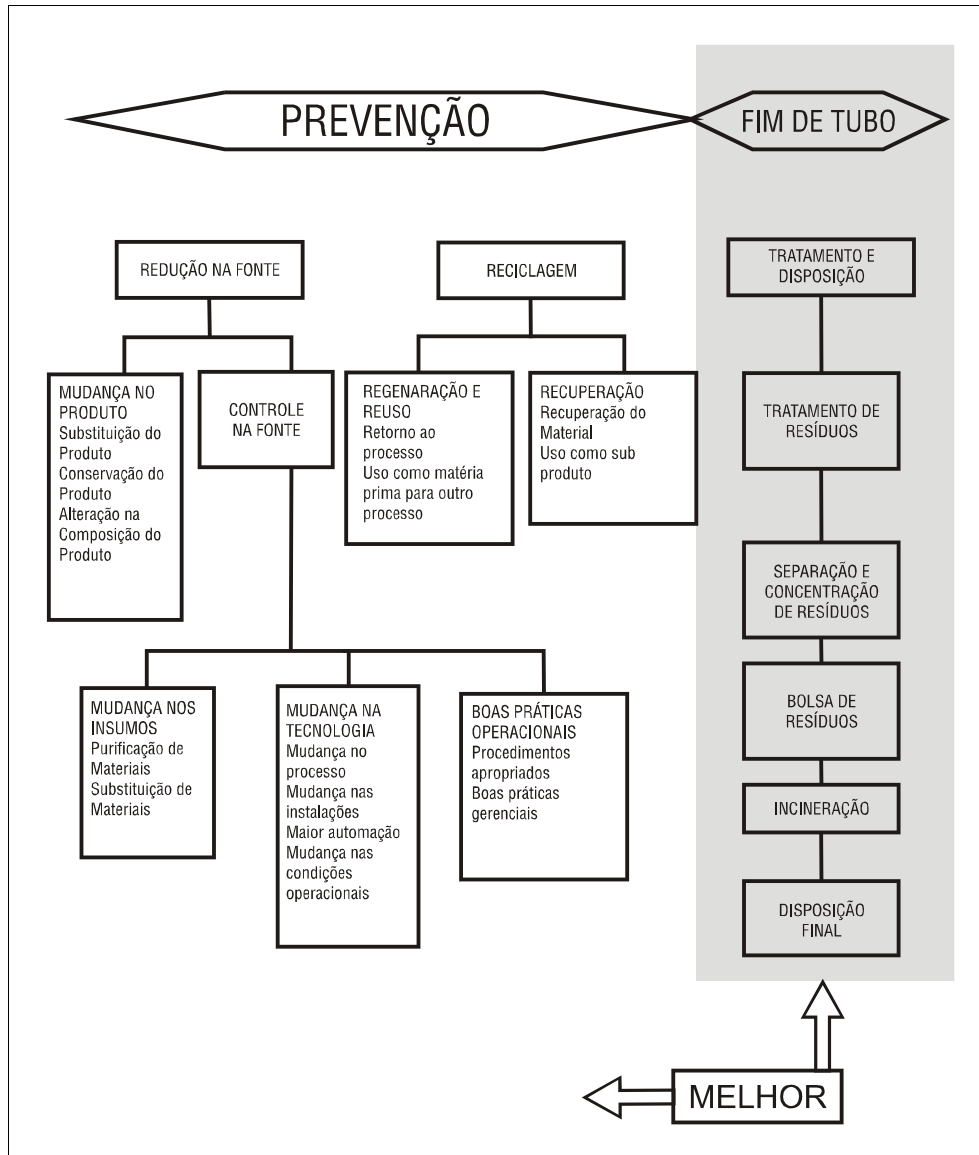 PREVENÇÃO
FIM DE TUBO
REDUÇÃO NA FONTE
RECICLAGEM
TRATAMENTO E
DISPOSIÇÃO
MUDANÇA NO
PRODUTO
Substituição do
Produto
Conservação do
Produto
Alteração na
Composição do
Produto
CONTROLE
NA FONTE
REGENARAÇÃO E
REUSO
Retorno ao
processo
Uso como matéria
prima para outro
processo
RECUPERAÇÃO
Recuperação do
Material
Uso como sub
produto
TRATAMENTO DE
RESÍDUOS
SEPARAÇÃO E
CONCENTRAÇÃO
DE RESÍDUOS
MUDANÇA NOS
INSUMOS
Purificação de
Materiais
Substituição de
Materiais
MUDANÇA NA
TECNOLOGIA
Mudança no
processo
Mudança nas
instalações
Maior automação
Mudança nas
condições
operacionais
BOAS PRÁTICAS
OPERACIONAIS
Procedimentos
apropriados
Boas práticas
gerenciais
BOLSA DE
RESÍDUOS
INCINERAÇÃO
DISPOSIÇÃO
FINAL
MELHOR